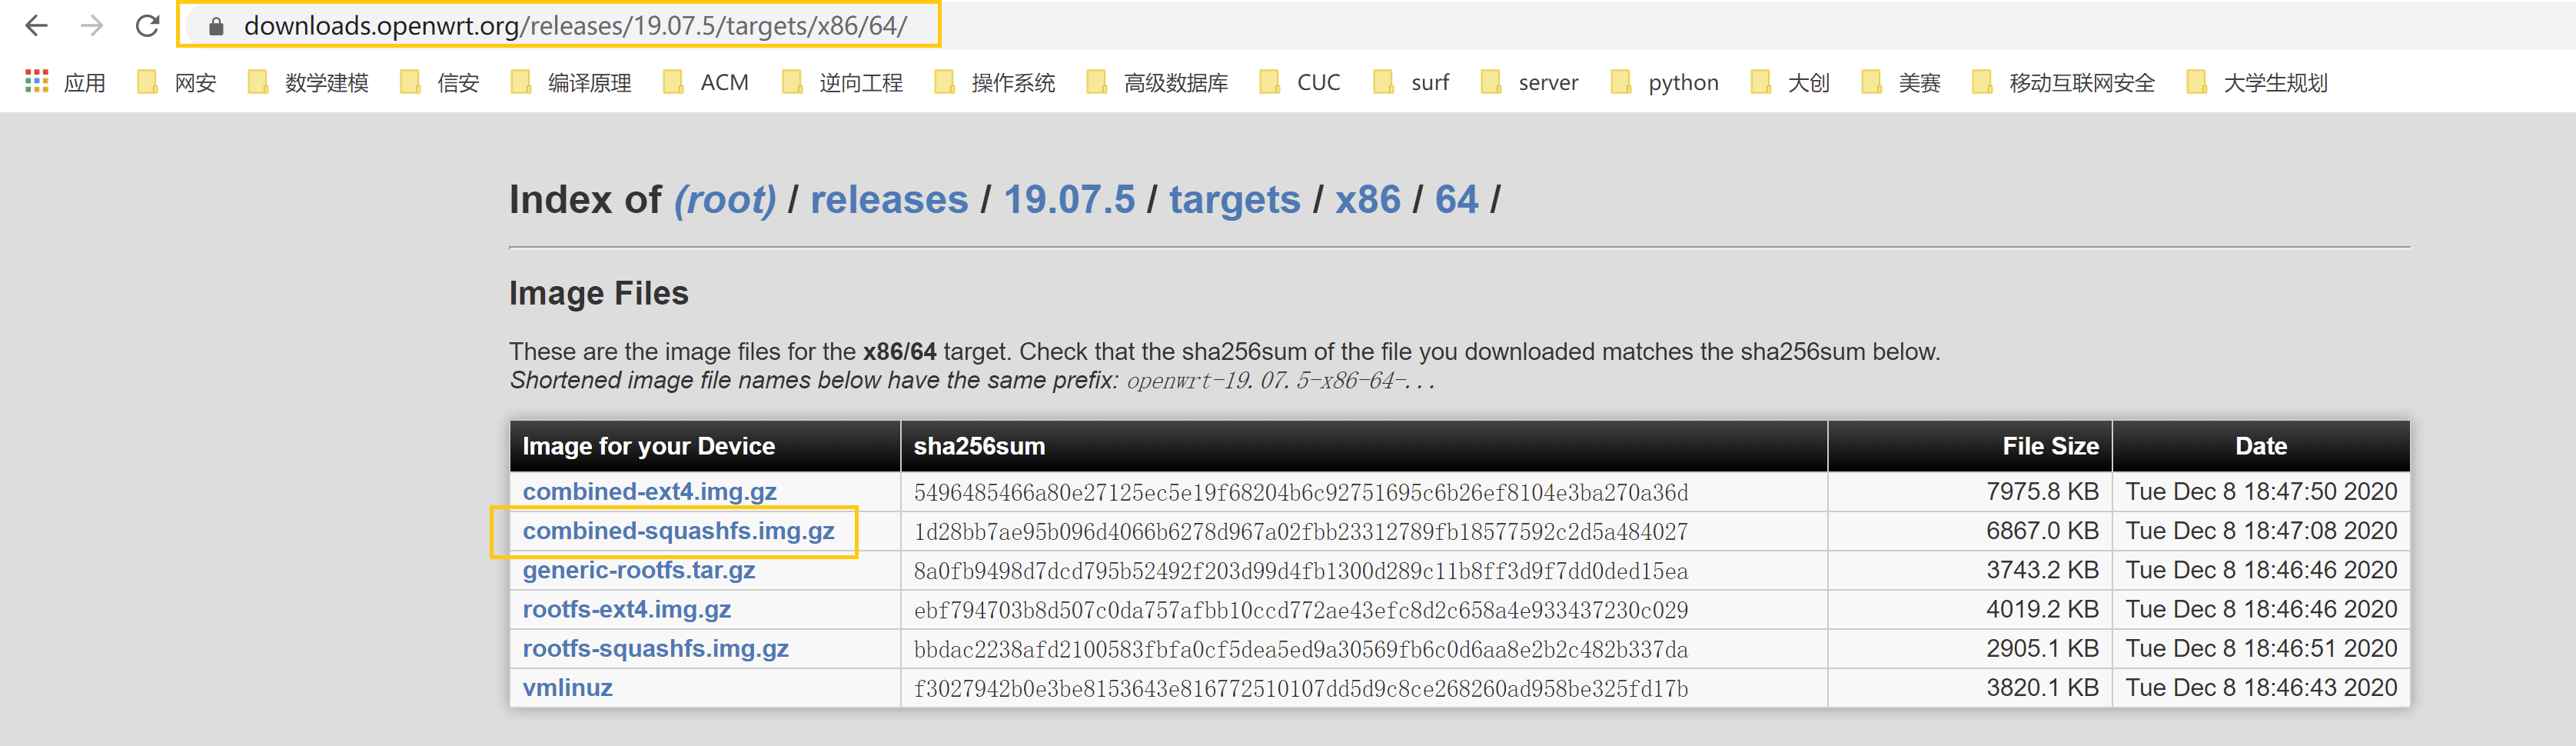 downloads.openwrt.org/releases/19.07.5/targets/x86/64/
应用 网安 数学建模 信安 编译原理 ACM 逆向工程 操作系统 高级数据库 CUC surf server python 大创 美赛 移动互联网安全 大学生规划
Index of (root) / releases / 19.07.5 / targets / x86 / 64 /
Image Files
These are the image files for the x86/64 target. Check that the sha256sum of the file you downloaded matches the sha256sum below.
Shortened image file names below have the same prefix: openwrt-19.07.5-x86-64-...
Image for your Device sha256sum File Size Date
combined-ext4.img.gz 5496485466a80e27125ec5e19f68204b6c92751695c6b26ef8104e3ba270a36d 7975.8 KB Tue Dec 8 18:47:50 2020
combined-squashfs.img.gz 1d28bb7ae95b096d4066b6278d967a02fbb23312789fb18577592c2d5a484027 6867.0 KB Tue Dec 8 18:47:08 2020
generic-rootfs.tar.gz 8a0fb9498d7dcd795b52492f203d99d4fb1300d289c11b8ff3d9f7dd0ded15ea 3743.2 KB Tue Dec 8 18:46:46 2020
rootfs-ext4.img.gz ebf794703b8d507c0da757afbb10ccd772ae43efc8d2c658a4e933437230c029 4019.2 KB Tue Dec 8 18:46:46 2020
rootfs-squashfs.img.gz bbdac2238afd2100583fbfa0cf5dea5ed9a30569fb6c0d6aa8e2b2c482b337da 2905.1 KB Tue Dec 8 18:46:51 2020
vmlinuz f3027942b0e3be8153643e816772510107dd5d9c8ce268260ad958be325fd17b 3820.1 KB Tue Dec 8 18:46:43 2020